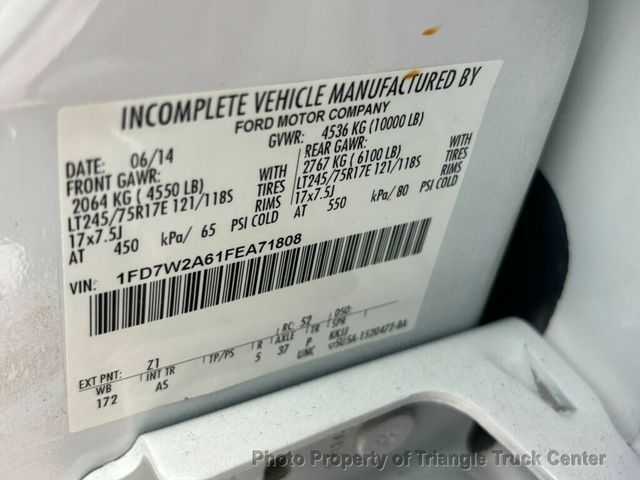 INCOMPLETE VEHICLE MANUFACTURED BY
FORD MOTOR COMPANY
DATE: 06/14 GVWR: 4536 KG (10000 LB)
FRONT GAWR: REAR GAWR:
2064 KG ( 4550 LB) WITH 2767 KG ( 6100 LB) WITH
LT245/75R17E 121/118S TIRES LT245/75R17E 121/118S TIRES
17x7.5J RIMS 17x7.5J RIMS
AT 450 kPa/ 65 PSI COLD AT 550 kPa/ 80 PSI COLD
VIN: 1FD7W2A61FEA71808
EXT PNT: Z1 RC: 52 DSO:
WB INT TR TP/PS R AXLE TR SPR
172 AS 5 37 P KKJJ
UNC
Photo Property of Triangle Truck Center